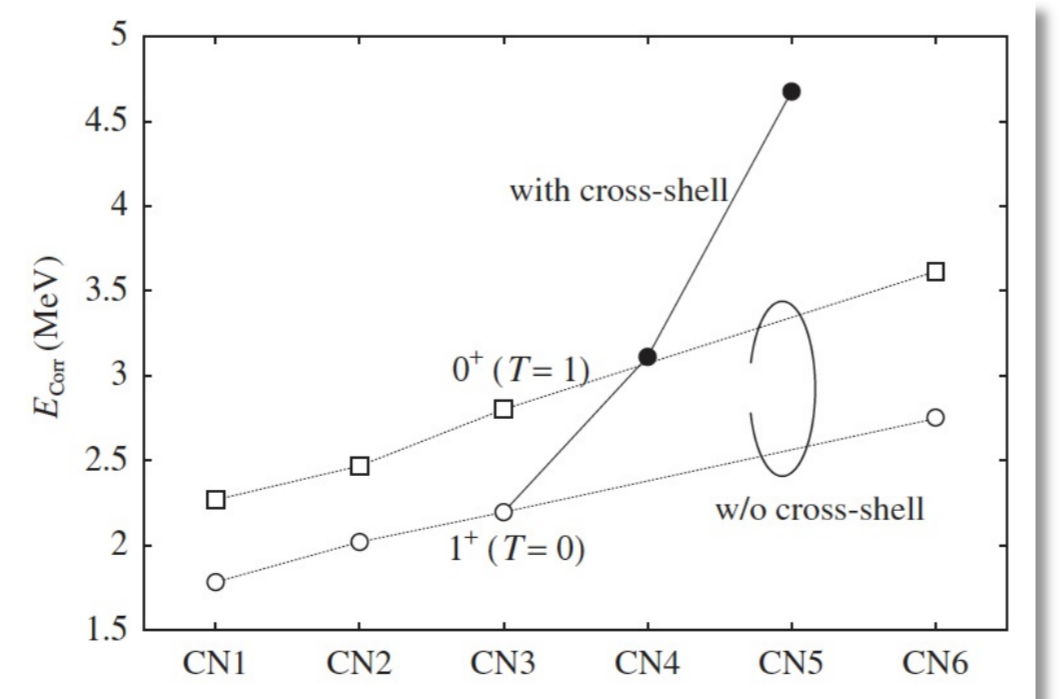 5
4.5
4
3.5
3
2.5
2
1.5
E_Corr (MeV)
with cross-shell
0⁺ (T = 1)
1⁺ (T = 0)
w/o cross-shell
CN1 CN2 CN3 CN4 CN5 CN6